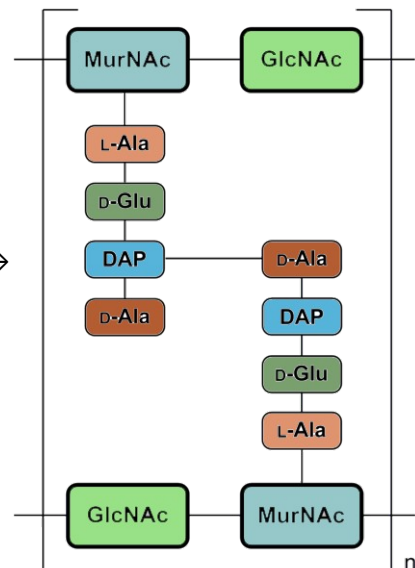 MurNAc GlcNAc
L-Ala
D-Glu
DAP D-Ala
D-Ala DAP
D-Glu
L-Ala
GlcNAc MurNAc
n